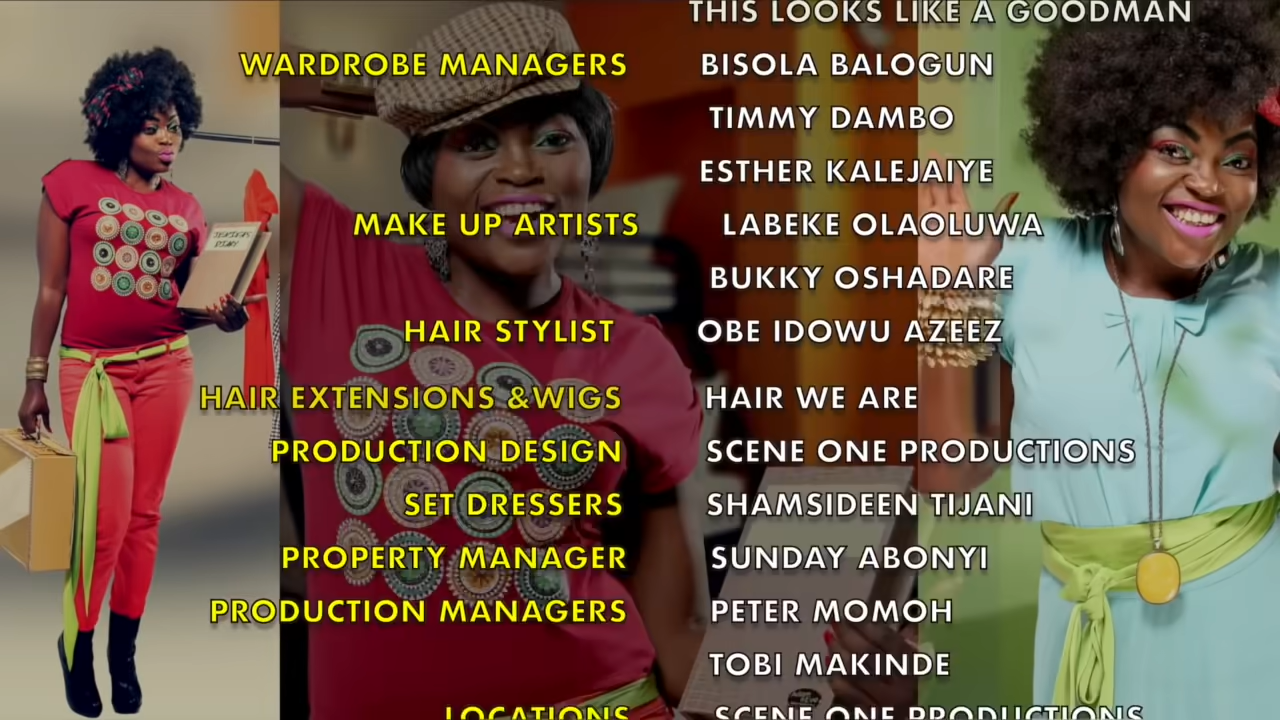 THIS LOOKS LIKE A GOODMAN
WARDROBE MANAGERS BISOLA BALOGUN
TIMMY DAMBO
ESTHER KALEJAIYE
MAKE UP ARTISTS LABEKE OLAOLUWA
BUKKY OSHADARE
HAIR STYLIST OBE IDOWU AZEEZ
HAIR EXTENSIONS &WIGS HAIR WE ARE
PRODUCTION DESIGN SCENE ONE PRODUCTIONS
SET DRESSERS SHAMSIDEEN TIJANI
PROPERTY MANAGER SUNDAY ABONYI
PRODUCTION MANAGERS PETER MOMOH
TOBI MAKINDE
LOCATIONS SCENE ONE PRODUCTIONS
JENIFA'S
DIARY